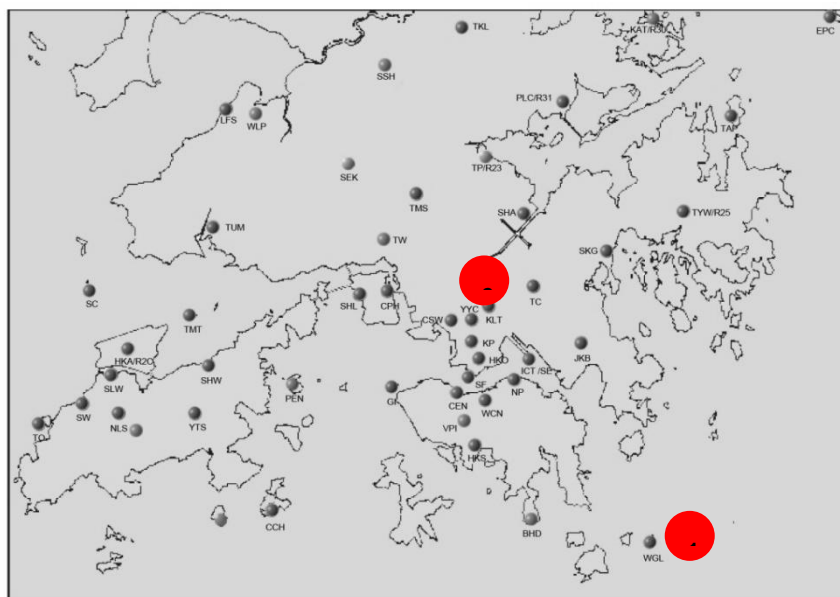 TKL
KAT/R30
EPC
SSH
PLC/R31
LFS
WLP
TAP
SEK
TP/R23
TMS
SHA
TYW/R25
TUM
TW
SKG
SC
SHL
CPH
TC
YYC
CSW
KLT
TMT
KP
JKB
HKA/R2O
HKO
ICT /SE
SLW
SHW
SF
NP
PEN
GI
CEN
WCN
SW
NLS
YTS
VPI
HKS
CCH
BHD
WGL